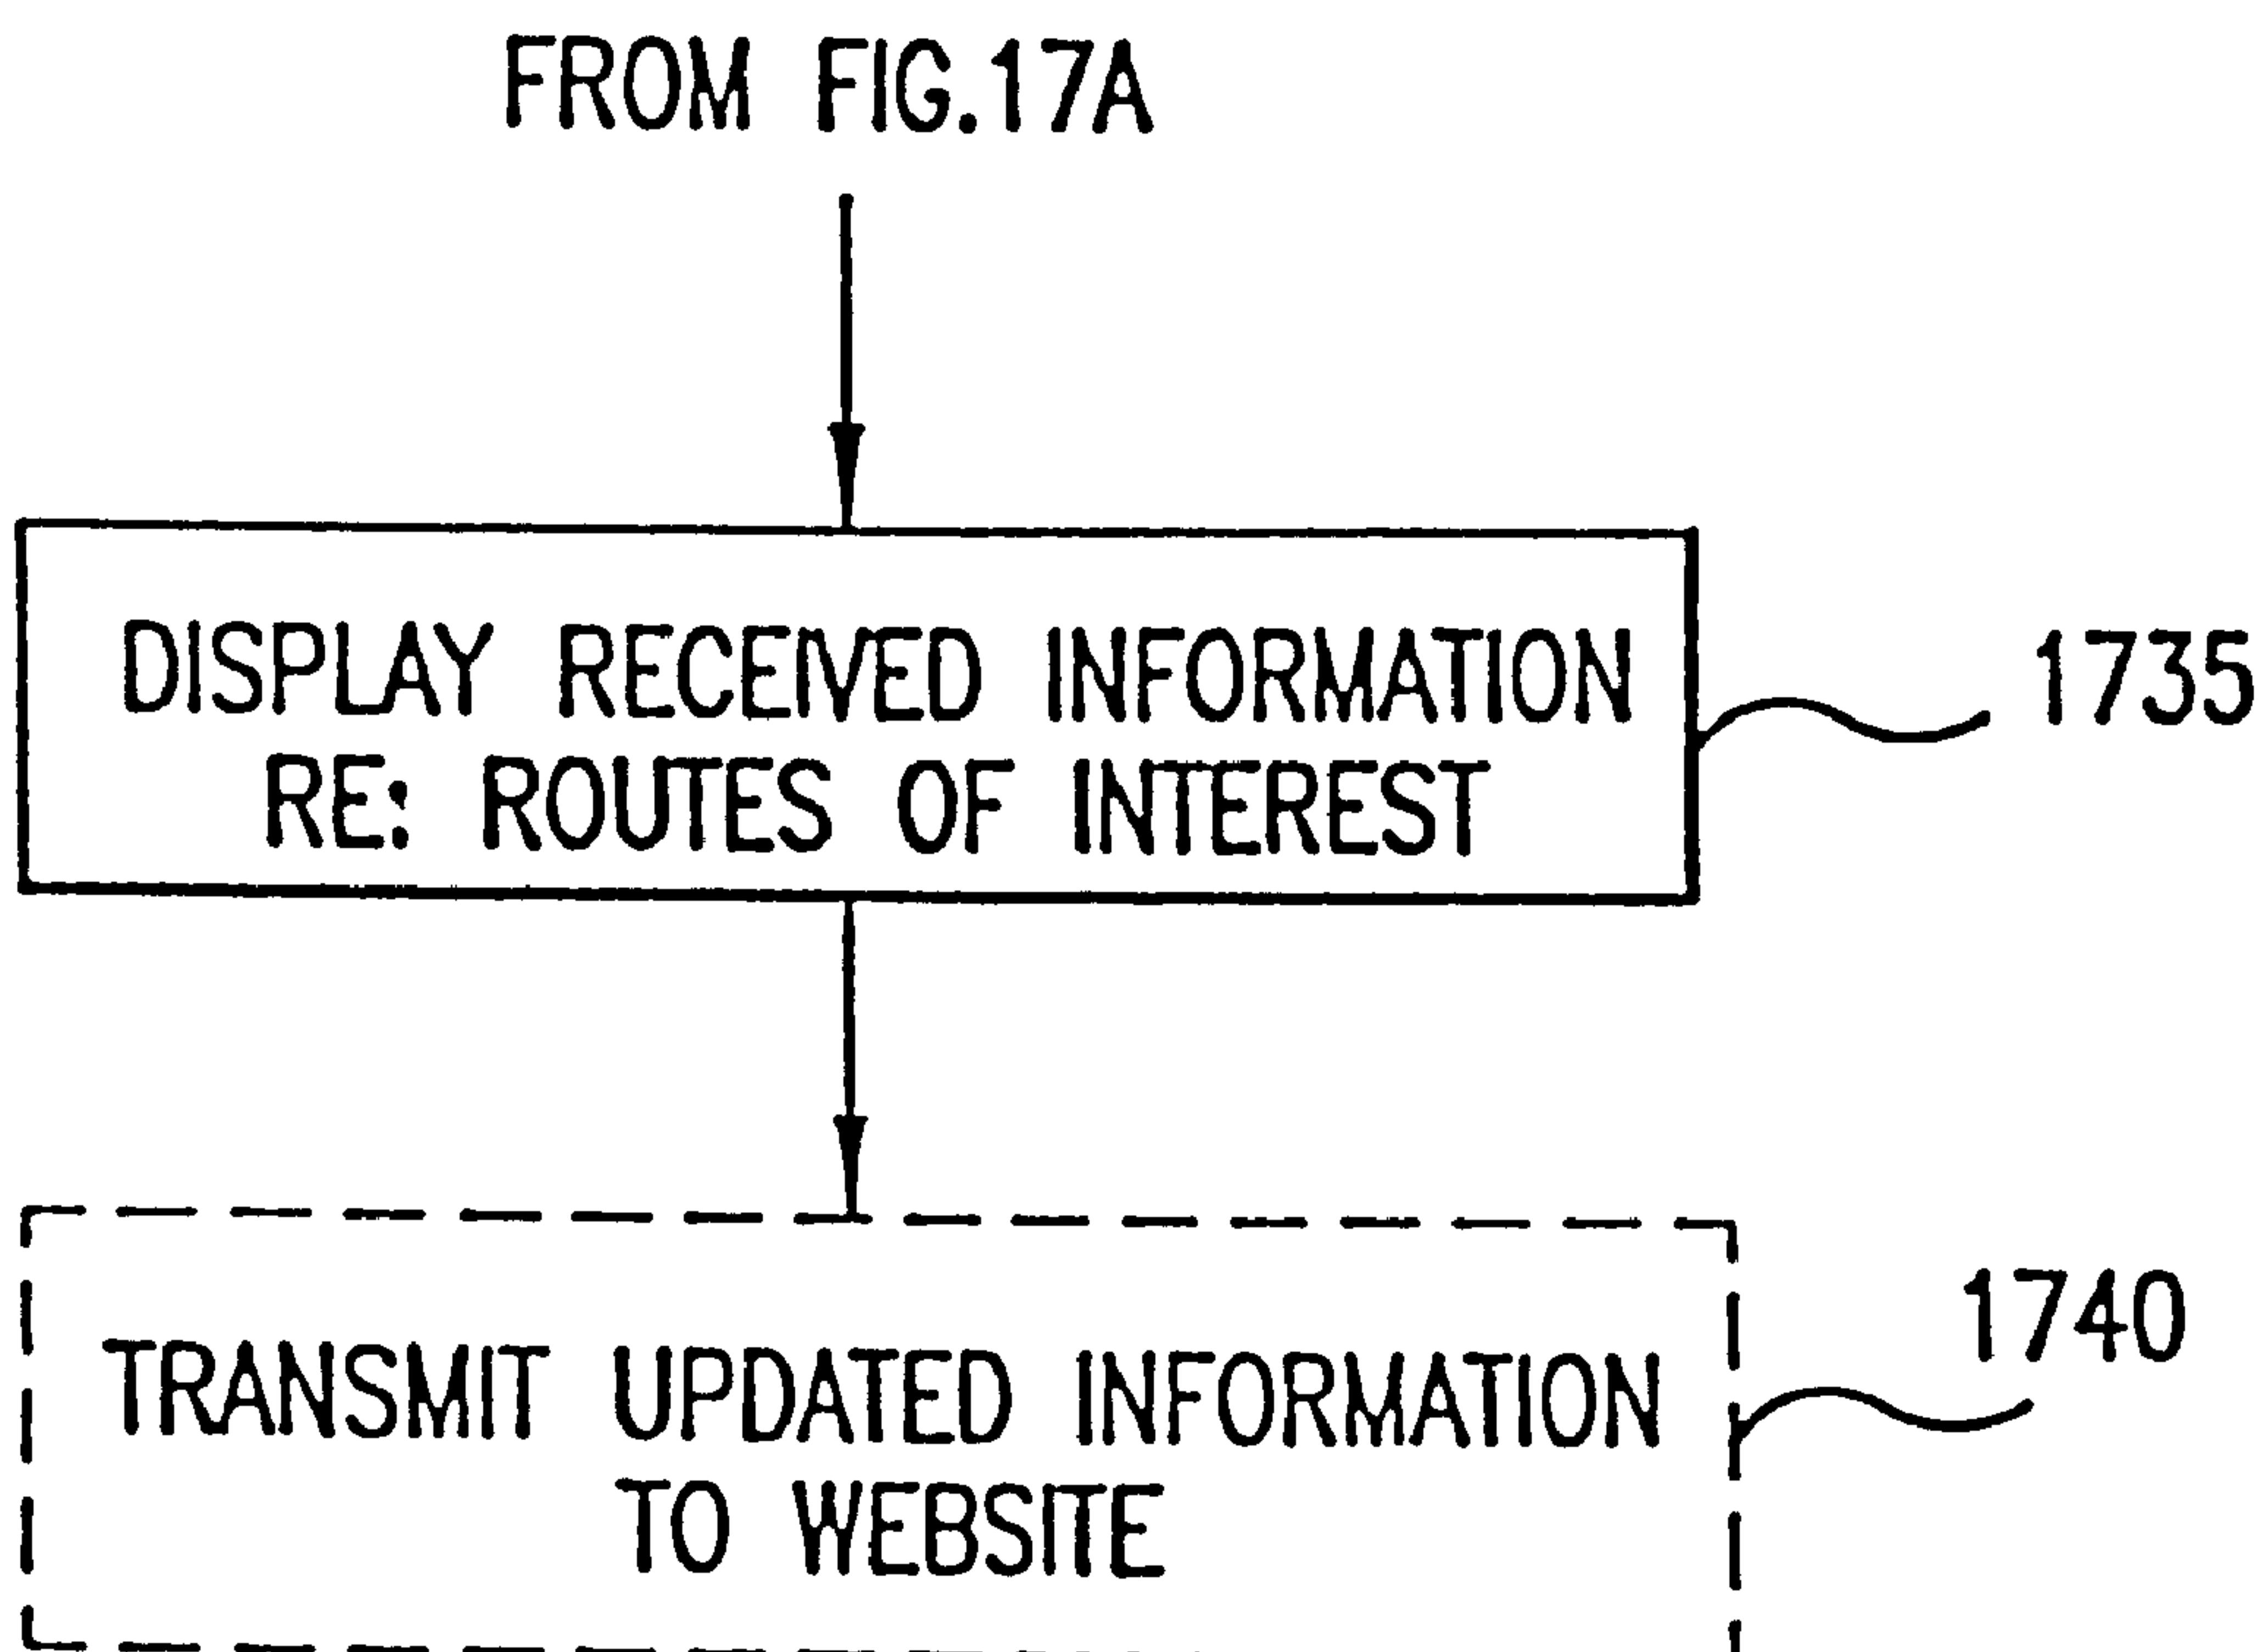 FROM FIG.17A
DISPLAY RECEIVED INFORMATION
RE: ROUTES OF INTEREST
1735
1740
TRANSMIT UPDATED INFORMATION
TO WEBSITE